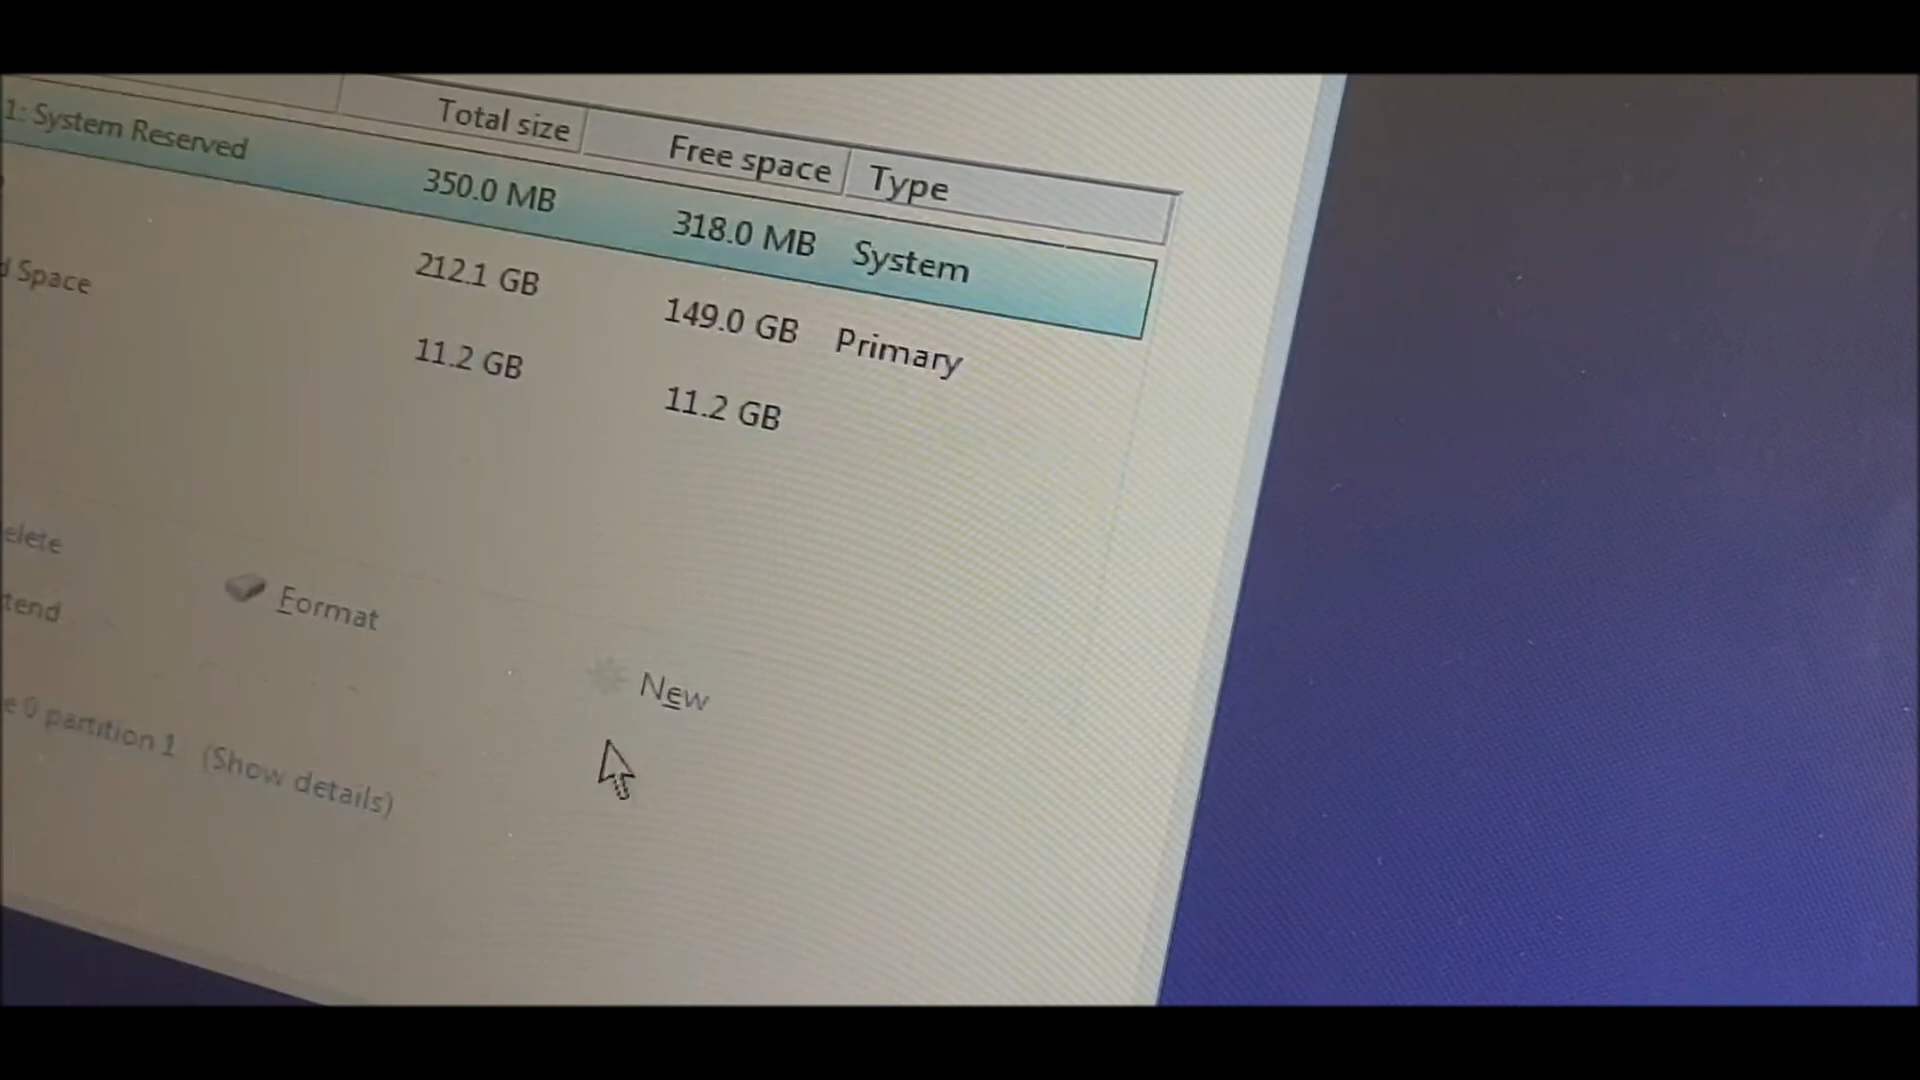 Total size Free space Type
1: System Reserved 350.0 MB 318.0 MB System
212.1 GB 149.0 GB Primary
d Space 11.2 GB 11.2 GB
elete Format New
tend
e 0 partition 1 (Show details)